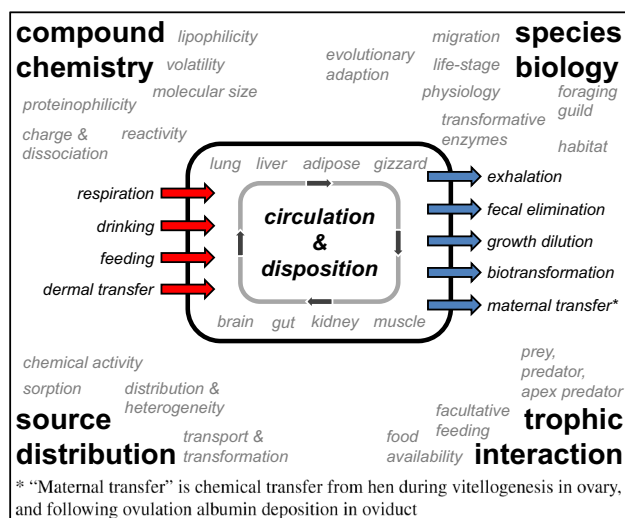 compound
chemistry
lipophilicity
volatility
molecular size
proteinophilicity
charge &
dissociation
reactivity
evolutionary
adaption
migration
life-stage
physiology
transformative
enzymes
species
biology
foraging
guild
habitat
lung liver adipose gizzard
respiration
drinking
feeding
dermal transfer
circulation
&
disposition
exhalation
fecal elimination
growth dilution
biotransformation
maternal transfer*
brain gut kidney muscle
chemical activity
sorption
distribution &
heterogeneity
source
distribution
transport &
transformation
prey,
predator,
apex predator
facultative
feeding
food
availability
trophic
interaction
* “Maternal transfer” is chemical transfer from hen during vitellogenesis in ovary,
and following ovulation albumin deposition in oviduct